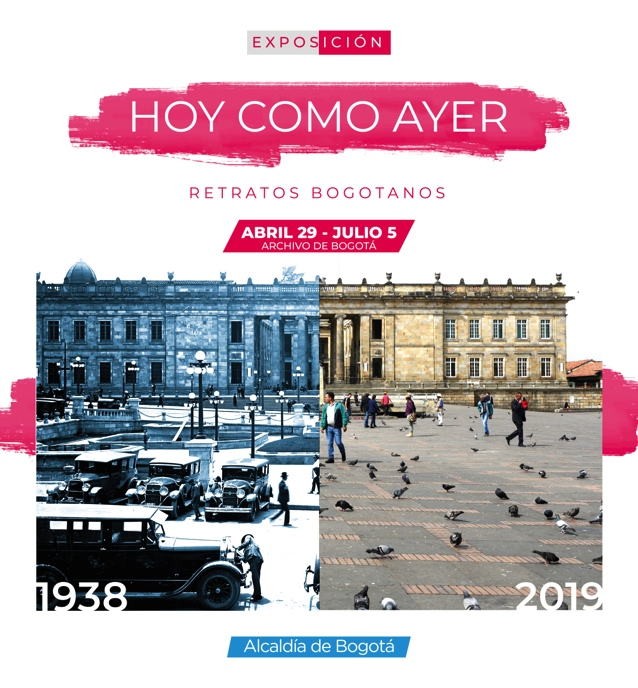 EXPOSICIÓN
HOY COMO AYER
RETRATOS BOGOTANOS
ABRIL 29 - JULIO 5
ARCHIVO DE BOGOTÁ
1938
2019
Alcaldía de Bogotá